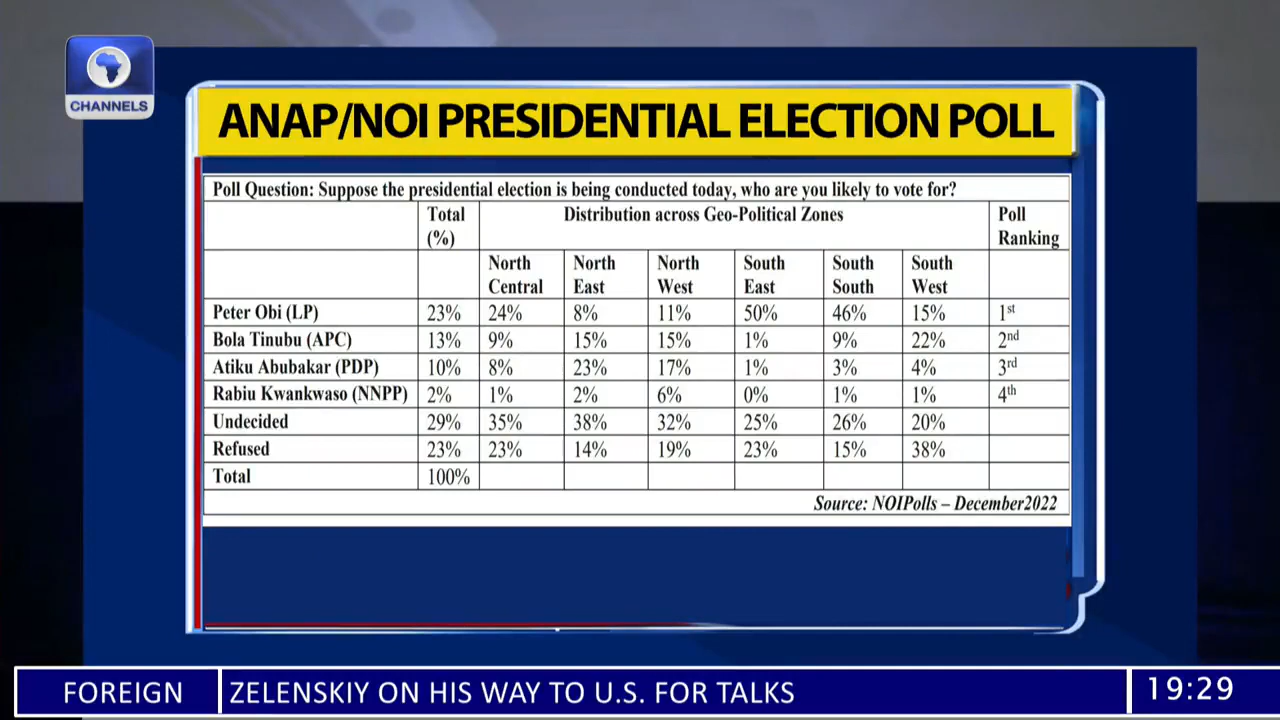 CHANNELS
ANAP/NOI PRESIDENTIAL ELECTION POLL
Poll Question: Suppose the presidential election is being conducted today, who are you likely to vote for?
Total (%) Distribution across Geo-Political Zones Poll Ranking
North Central North East North West South East South South South West
Peter Obi (LP) 23% 24% 8% 11% 50% 46% 15% 1st
Bola Tinubu (APC) 13% 9% 15% 15% 1% 9% 22% 2nd
Atiku Abubakar (PDP) 10% 8% 23% 17% 1% 3% 4% 3rd
Rabiu Kwankwaso (NNPP) 2% 1% 2% 6% 0% 1% 1% 4th
Undecided 29% 35% 38% 32% 25% 26% 20%
Refused 23% 23% 14% 19% 23% 15% 38%
Total 100%
Source: NOIPolls – December2022
FOREIGN ZELENSKIY ON HIS WAY TO U.S. FOR TALKS 19:29